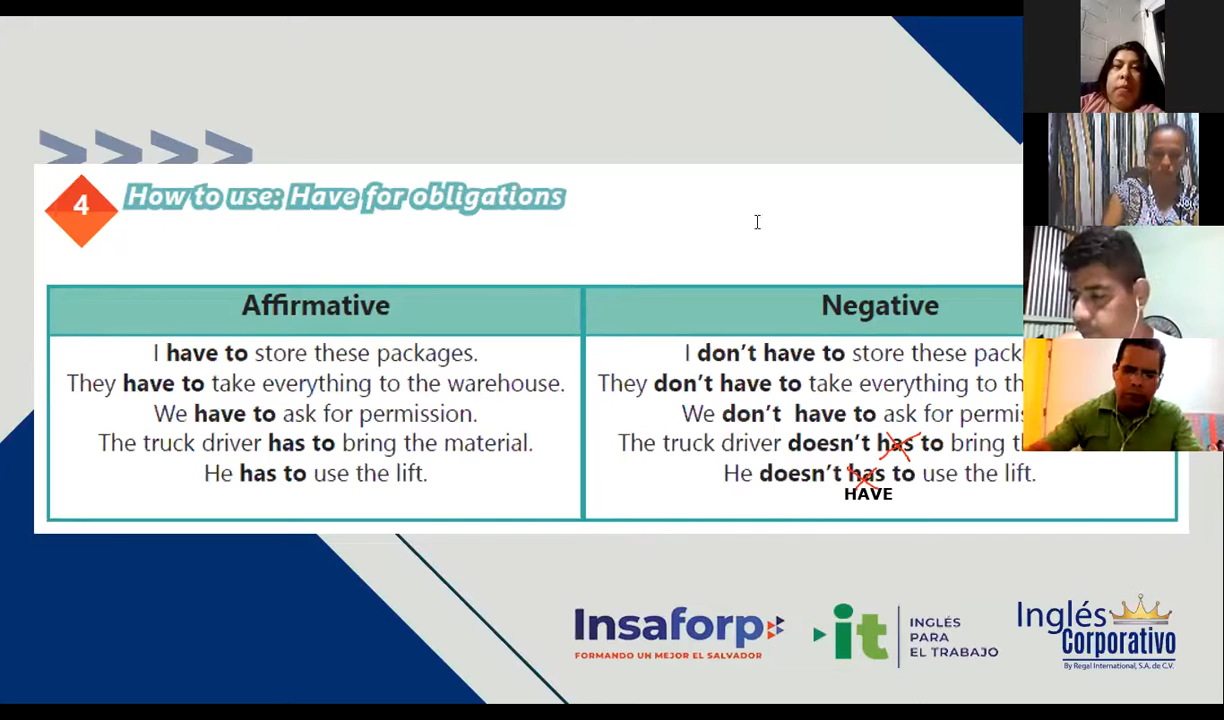 4
How to use: Have for obligations
Affirmative
I have to store these packages.
They have to take everything to the warehouse.
We have to ask for permission.
The truck driver has to bring the material.
He has to use the lift.
Negative
I don't have to store these pack
They don't have to take everything to th
We don't have to ask for permis
The truck driver doesn't has to bring th
He doesn't has to use the lift.
HAVE
Insaforp
FORMANDO UN MEJOR EL SALVADOR
it
INGLÉS
PARA
EL TRABAJO
Inglés
Corporativo
By Regal International, S.A. de C.V.